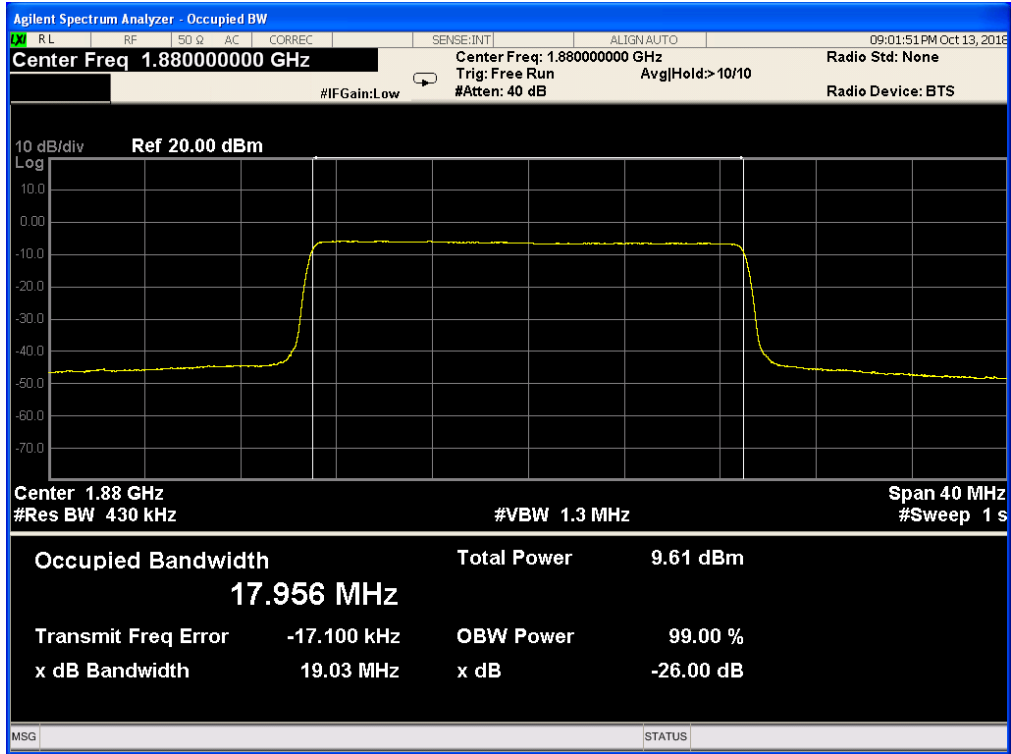 Agilent Spectrum Analyzer - Occupied BW
LXI RL RF 50 Ω AC CORREC SENSE:INT ALIGN AUTO 09:01:51 PM Oct 13, 2018
Center Freq 1.880000000 GHz Center Freq: 1.880000000 GHz Radio Std: None
Trig: Free Run Avg|Hold:>10/10
#IFGain:Low #Atten: 40 dB Radio Device: BTS
10 dB/div Ref 20.00 dBm
Log
10.0
0.00
-10.0
-20.0
-30.0
-40.0
-50.0
-60.0
-70.0
Center 1.88 GHz Span 40 MHz
#Res BW 430 kHz #VBW 1.3 MHz #Sweep 1 s
Occupied Bandwidth Total Power 9.61 dBm
17.956 MHz
Transmit Freq Error -17.100 kHz OBW Power 99.00 %
x dB Bandwidth 19.03 MHz x dB -26.00 dB
MSG STATUS